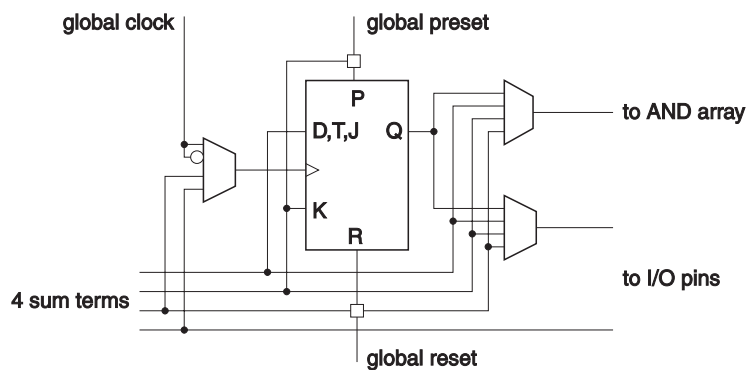 global clock
global preset
P
D,T,J
Q
to AND array
K
R
4 sum terms
to I/O pins
global reset